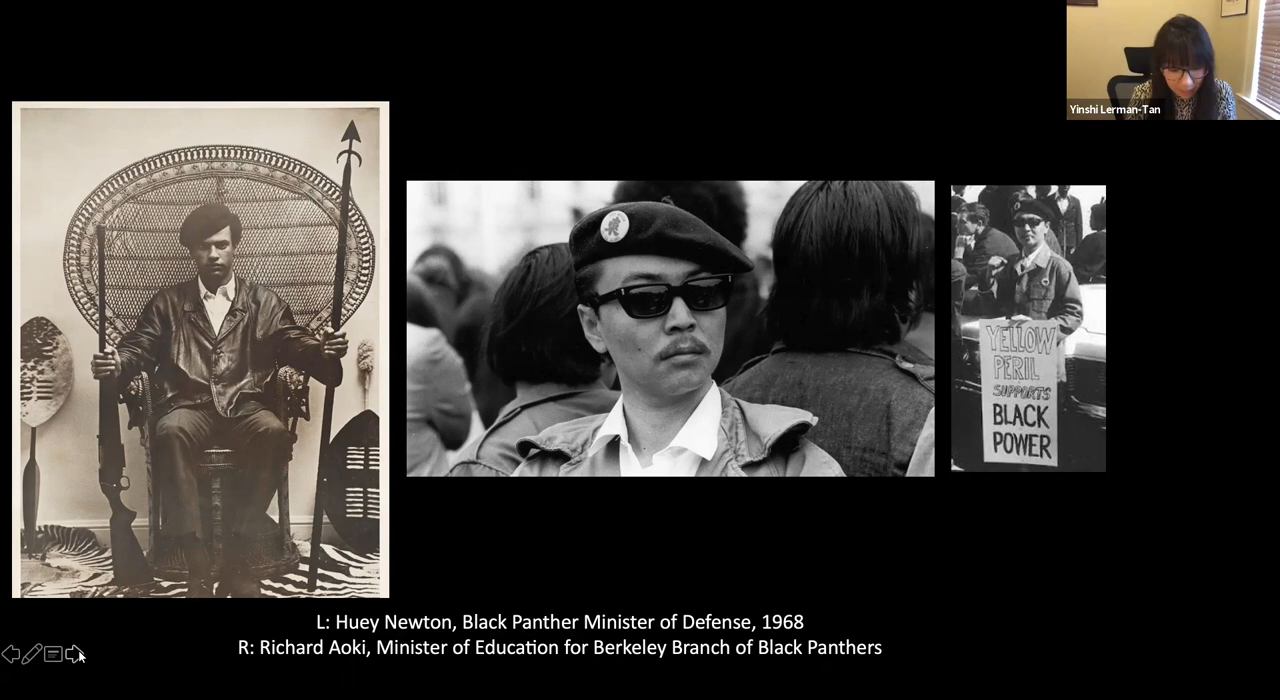 Yinshi Lerman-Tan
YELLOW
PERIL
SUPPORTS
BLACK
POWER
L: Huey Newton, Black Panther Minister of Defense, 1968
R: Richard Aoki, Minister of Education for Berkeley Branch of Black Panthers